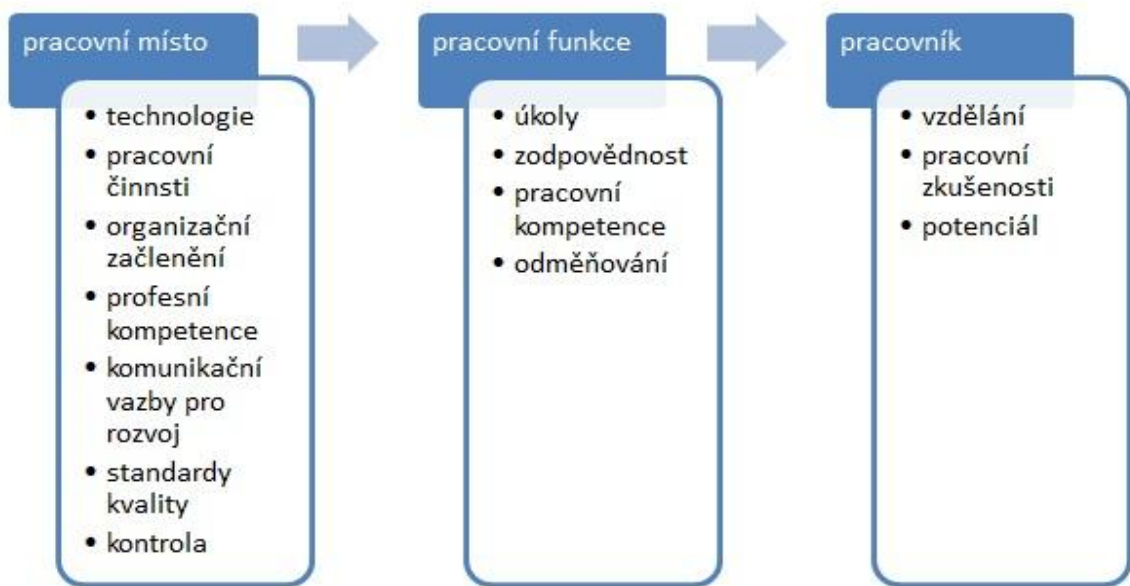 pracovní místo
• technologie
• pracovní
činnsti
• organizační
začlenění
• profesní
kompetence
• komunikační
vazby pro
rozvoj
• standardy
kvality
• kontrola
pracovní funkce
• úkoly
• zodpovědnost
• pracovní
kompetence
• odměňování
pracovník
• vzdělání
• pracovní
zkušenosti
• potenciál